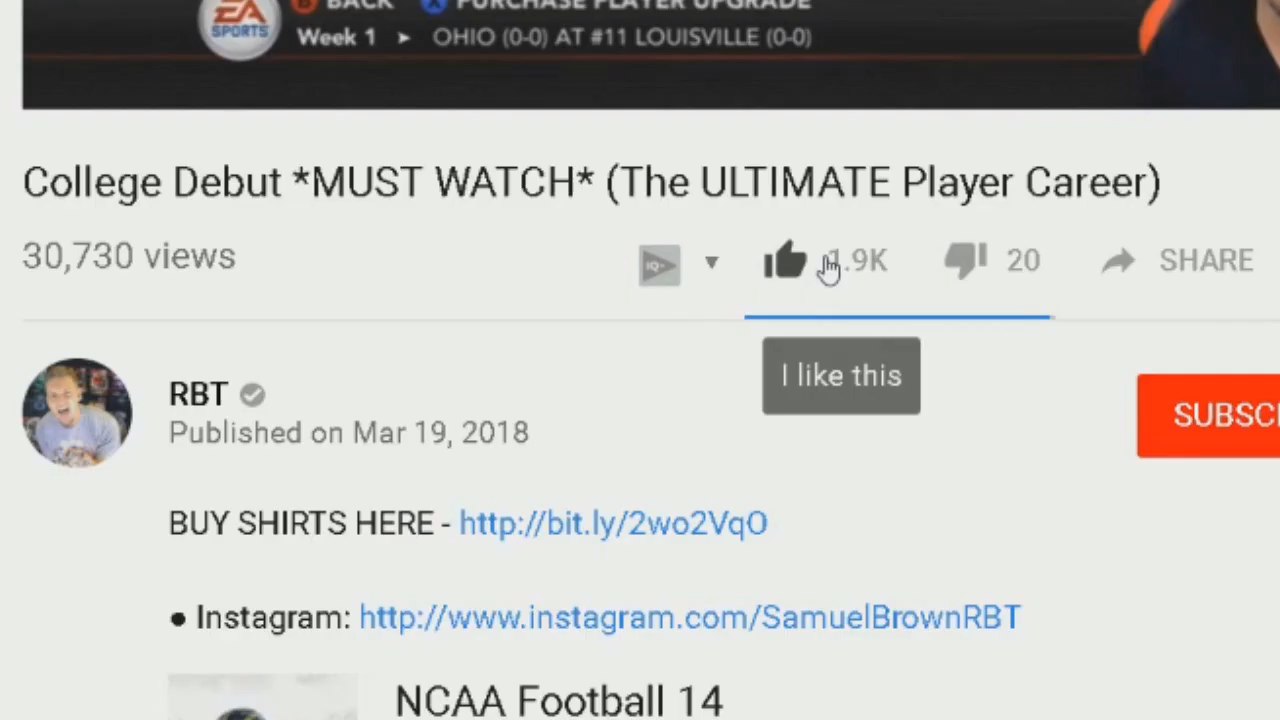 EA
SPORTS
B BACK X PURCHASE PLAYER UPGRADE
Week 1 ► OHIO (0-0) AT #11 LOUISVILLE (0-0)
College Debut *MUST WATCH* (The ULTIMATE Player Career)
30,730 views
IQ ▼ 1.9K 20 SHARE
I like this
RBT
Published on Mar 19, 2018
SUBSC
BUY SHIRTS HERE - http://bit.ly/2wo2VqO
● Instagram: http://www.instagram.com/SamuelBrownRBT
NCAA Football 14